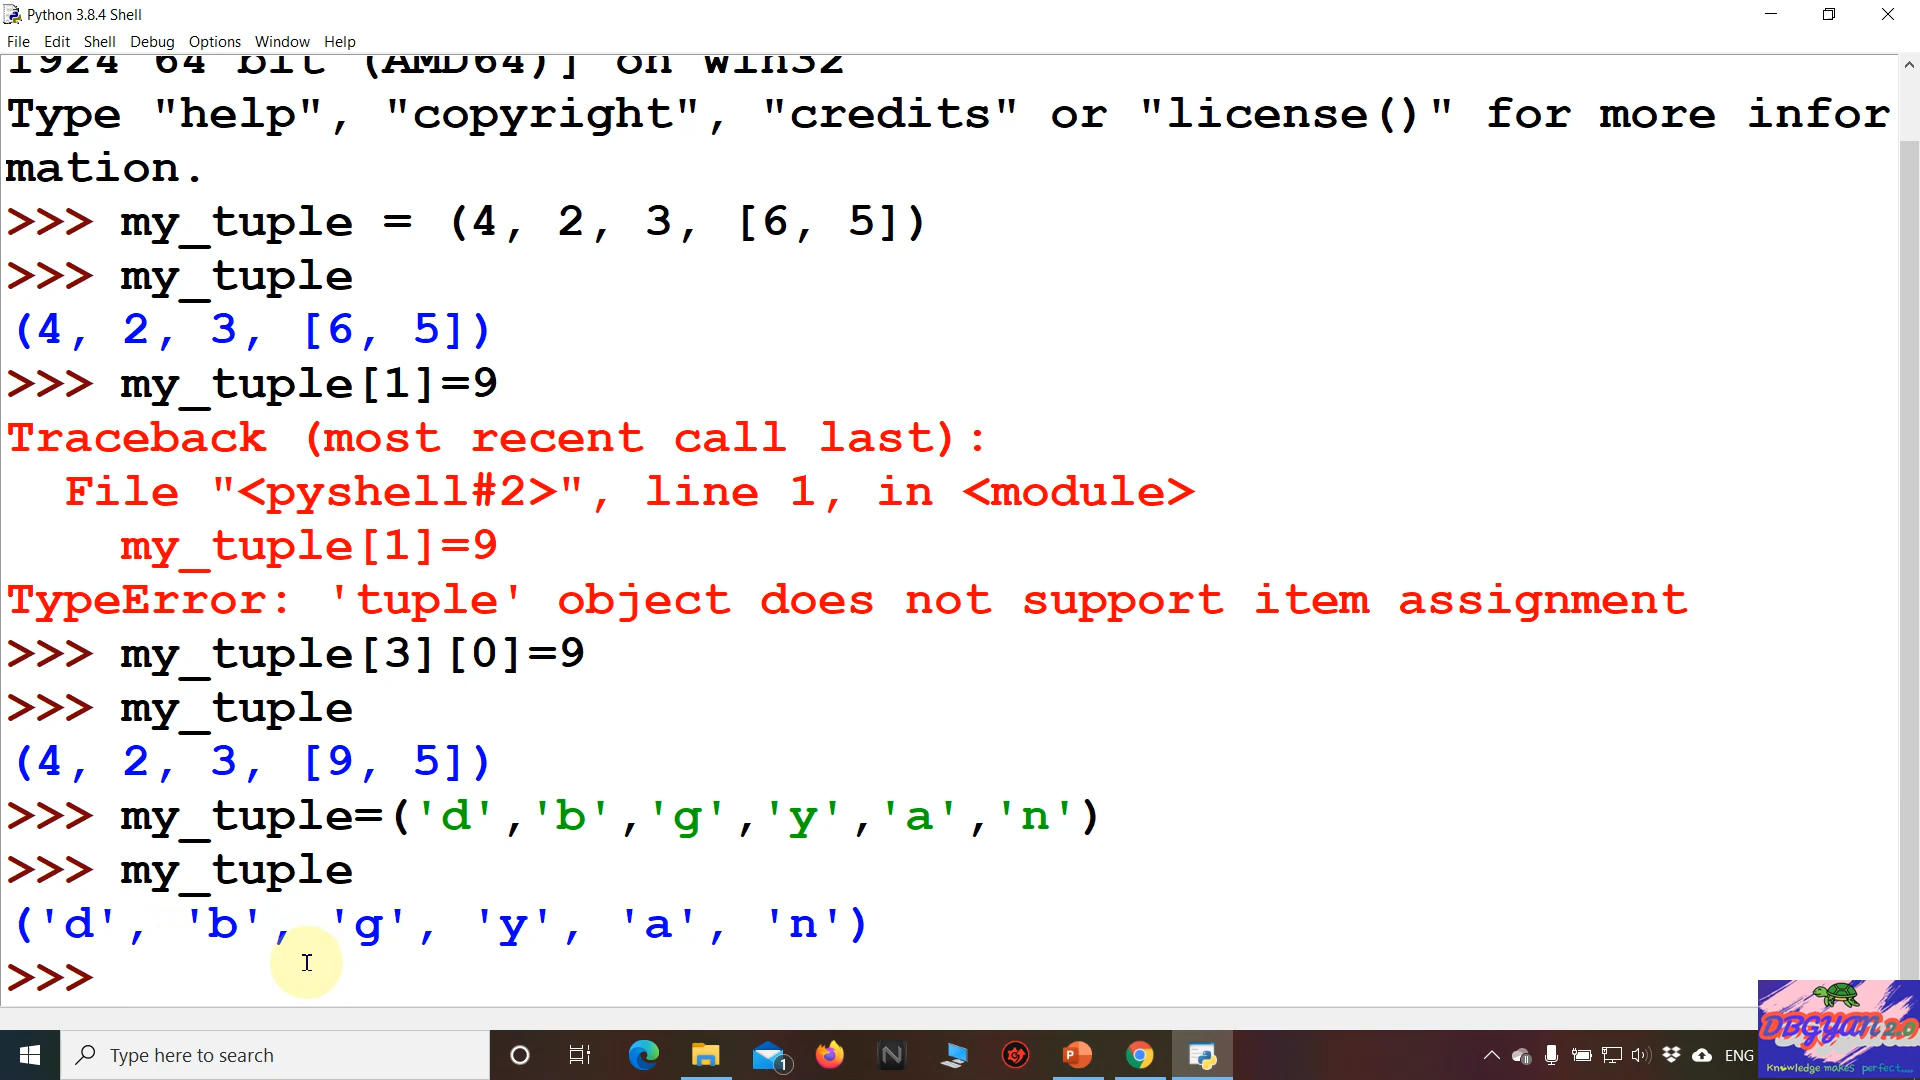 Python 3.8.4 Shell
File Edit Shell Debug Options Window Help
1924 64 bit (AMD64)] on win32
Type "help", "copyright", "credits" or "license()" for more infor
mation.
>>> my_tuple = (4, 2, 3, [6, 5])
>>> my_tuple
(4, 2, 3, [6, 5])
>>> my_tuple[1]=9
Traceback (most recent call last):
  File "<pyshell#2>", line 1, in <module>
    my_tuple[1]=9
TypeError: 'tuple' object does not support item assignment
>>> my_tuple[3][0]=9
>>> my_tuple
(4, 2, 3, [9, 5])
>>> my_tuple=('d','b','g','y','a','n')
>>> my_tuple
('d', 'b', 'g', 'y', 'a', 'n')
>>>
DBGYAN 2.0
Knowledge makes perfect....
Type here to search
1
N
P
ENG